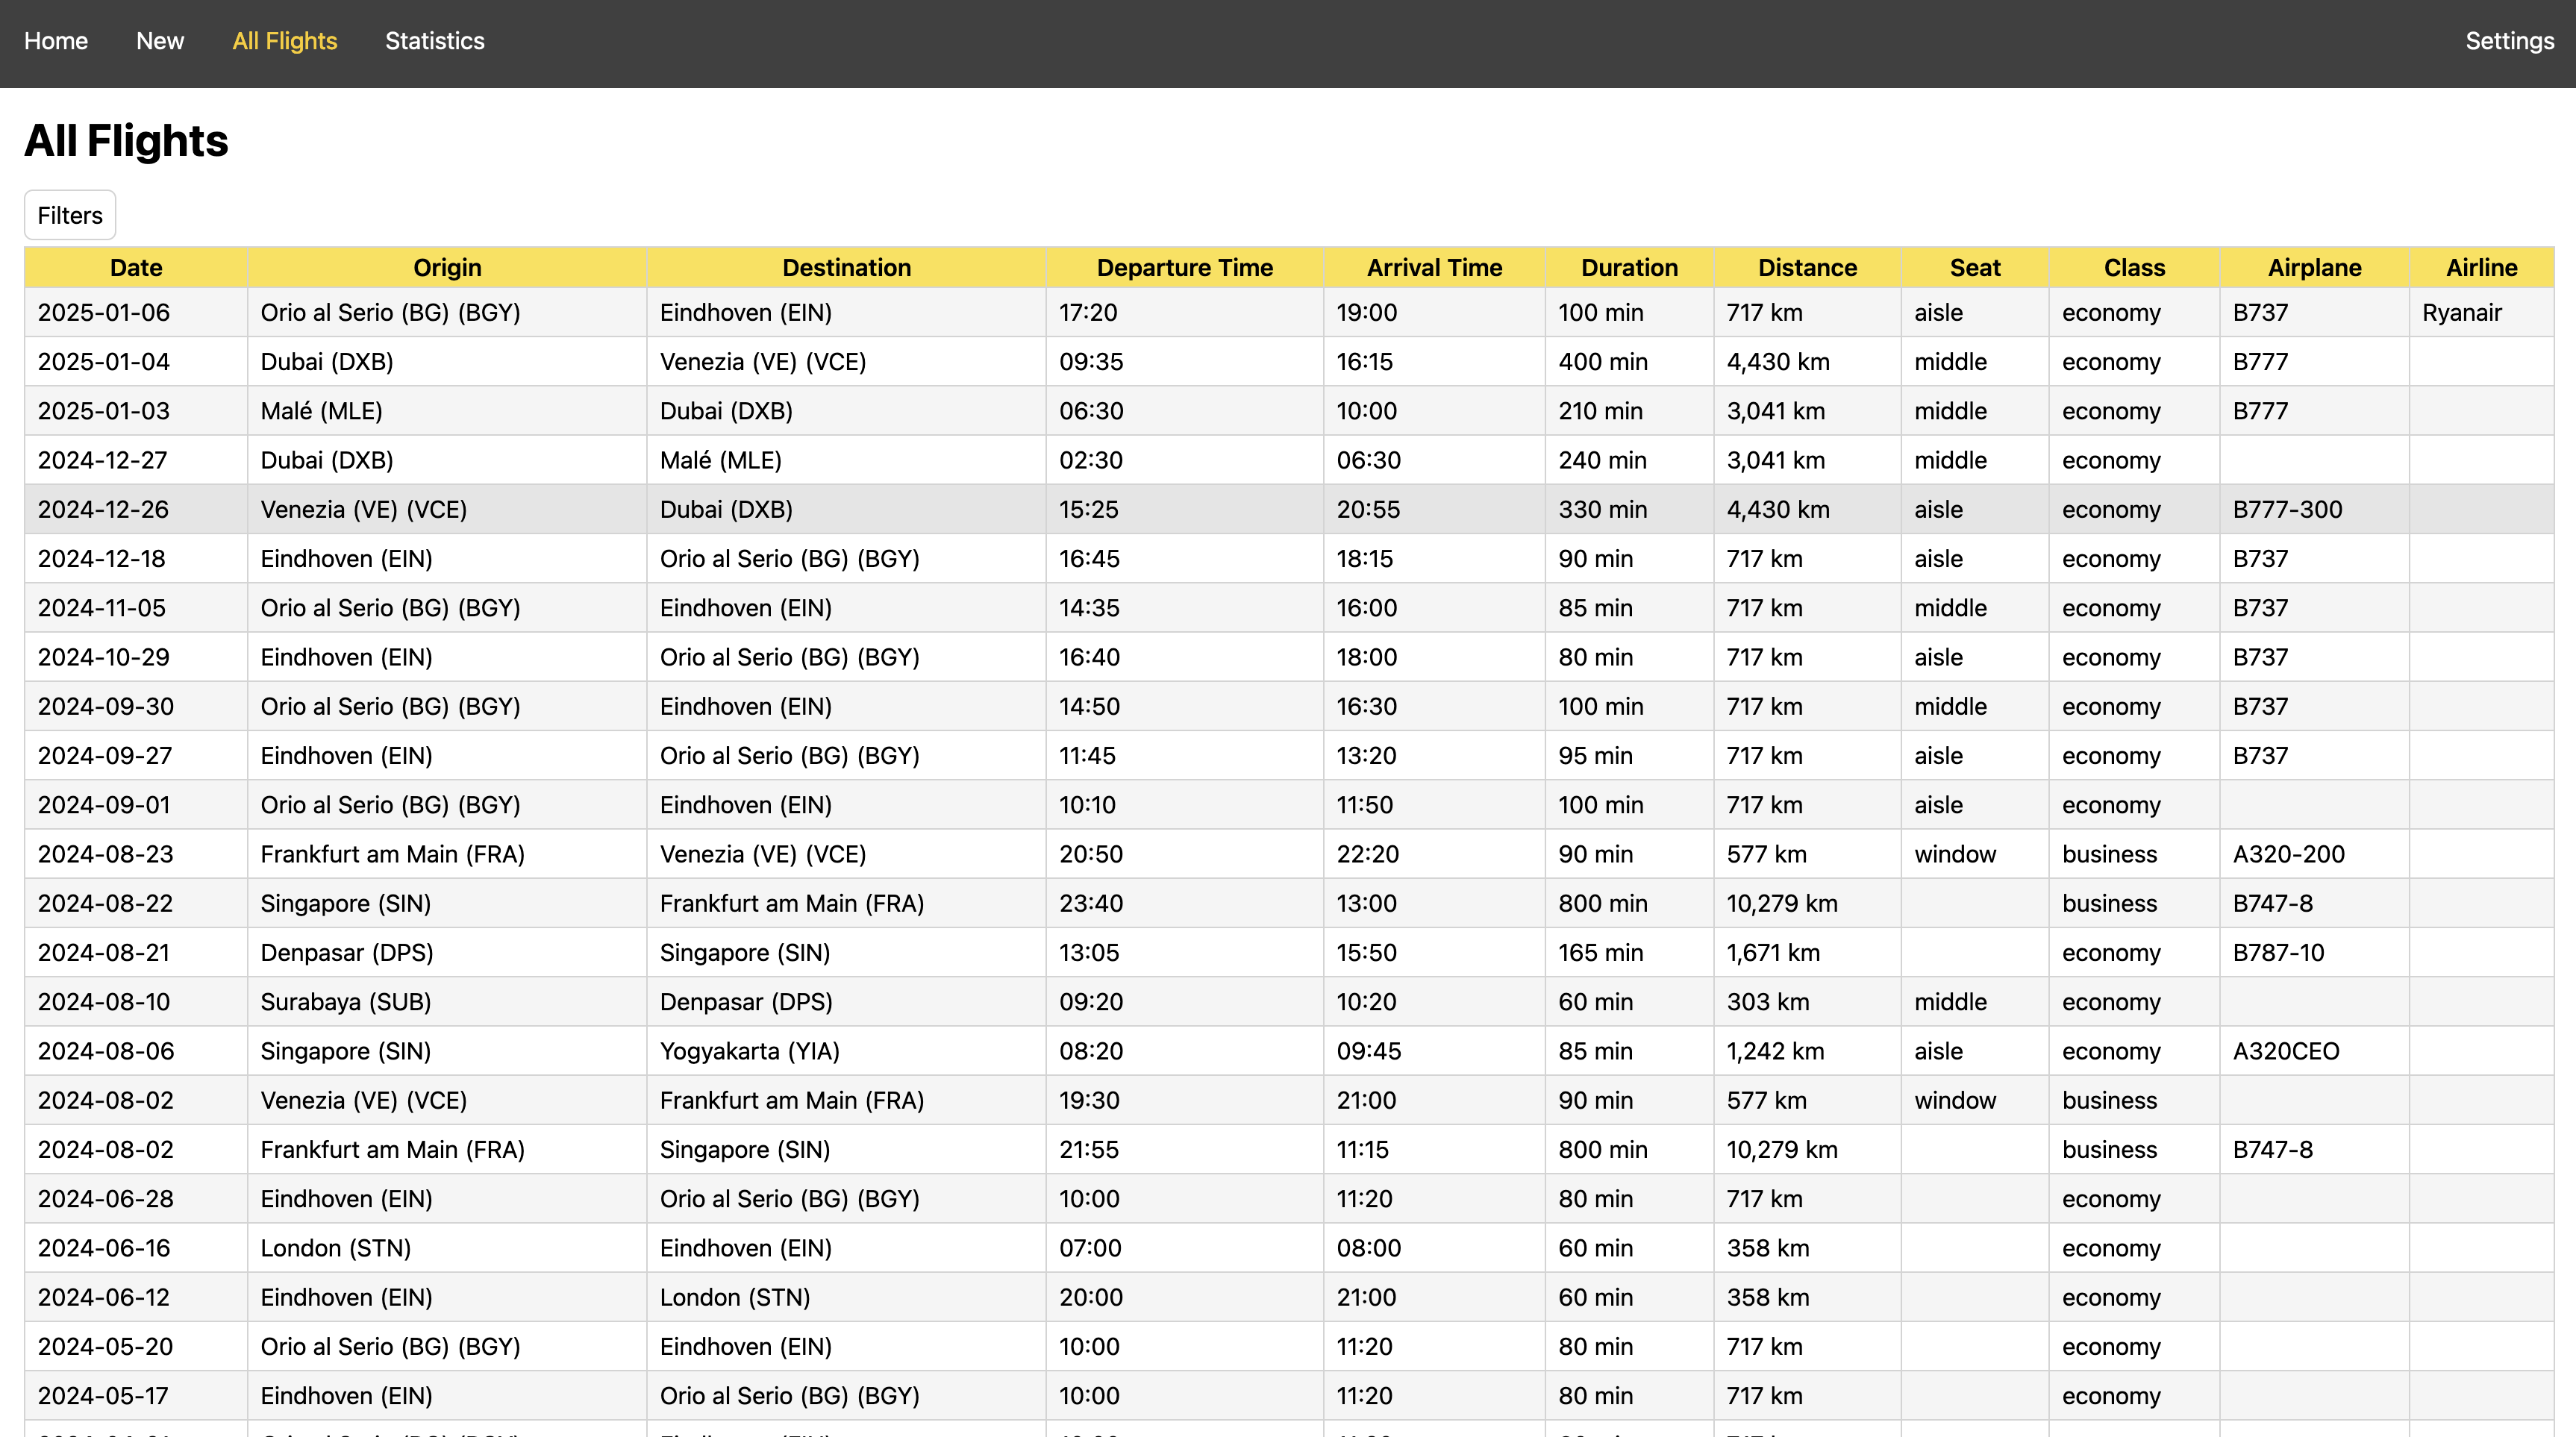 Home New All Flights Statistics Settings
All Flights
Filters
Date Origin Destination Departure Time Arrival Time Duration Distance Seat Class Airplane Airline
2025-01-06 Orio al Serio (BG) (BGY) Eindhoven (EIN) 17:20 19:00 100 min 717 km aisle economy B737 Ryanair
2025-01-04 Dubai (DXB) Venezia (VE) (VCE) 09:35 16:15 400 min 4,430 km middle economy B777
2025-01-03 Malé (MLE) Dubai (DXB) 06:30 10:00 210 min 3,041 km middle economy B777
2024-12-27 Dubai (DXB) Malé (MLE) 02:30 06:30 240 min 3,041 km middle economy
2024-12-26 Venezia (VE) (VCE) Dubai (DXB) 15:25 20:55 330 min 4,430 km aisle economy B777-300
2024-12-18 Eindhoven (EIN) Orio al Serio (BG) (BGY) 16:45 18:15 90 min 717 km aisle economy B737
2024-11-05 Orio al Serio (BG) (BGY) Eindhoven (EIN) 14:35 16:00 85 min 717 km middle economy B737
2024-10-29 Eindhoven (EIN) Orio al Serio (BG) (BGY) 16:40 18:00 80 min 717 km aisle economy B737
2024-09-30 Orio al Serio (BG) (BGY) Eindhoven (EIN) 14:50 16:30 100 min 717 km middle economy B737
2024-09-27 Eindhoven (EIN) Orio al Serio (BG) (BGY) 11:45 13:20 95 min 717 km aisle economy B737
2024-09-01 Orio al Serio (BG) (BGY) Eindhoven (EIN) 10:10 11:50 100 min 717 km aisle economy
2024-08-23 Frankfurt am Main (FRA) Venezia (VE) (VCE) 20:50 22:20 90 min 577 km window business A320-200
2024-08-22 Singapore (SIN) Frankfurt am Main (FRA) 23:40 13:00 800 min 10,279 km business B747-8
2024-08-21 Denpasar (DPS) Singapore (SIN) 13:05 15:50 165 min 1,671 km economy B787-10
2024-08-10 Surabaya (SUB) Denpasar (DPS) 09:20 10:20 60 min 303 km middle economy
2024-08-06 Singapore (SIN) Yogyakarta (YIA) 08:20 09:45 85 min 1,242 km aisle economy A320CEO
2024-08-02 Venezia (VE) (VCE) Frankfurt am Main (FRA) 19:30 21:00 90 min 577 km window business
2024-08-02 Frankfurt am Main (FRA) Singapore (SIN) 21:55 11:15 800 min 10,279 km business B747-8
2024-06-28 Eindhoven (EIN) Orio al Serio (BG) (BGY) 10:00 11:20 80 min 717 km economy
2024-06-16 London (STN) Eindhoven (EIN) 07:00 08:00 60 min 358 km economy
2024-06-12 Eindhoven (EIN) London (STN) 20:00 21:00 60 min 358 km economy
2024-05-20 Orio al Serio (BG) (BGY) Eindhoven (EIN) 10:00 11:20 80 min 717 km economy
2024-05-17 Eindhoven (EIN) Orio al Serio (BG) (BGY) 10:00 11:20 80 min 717 km economy